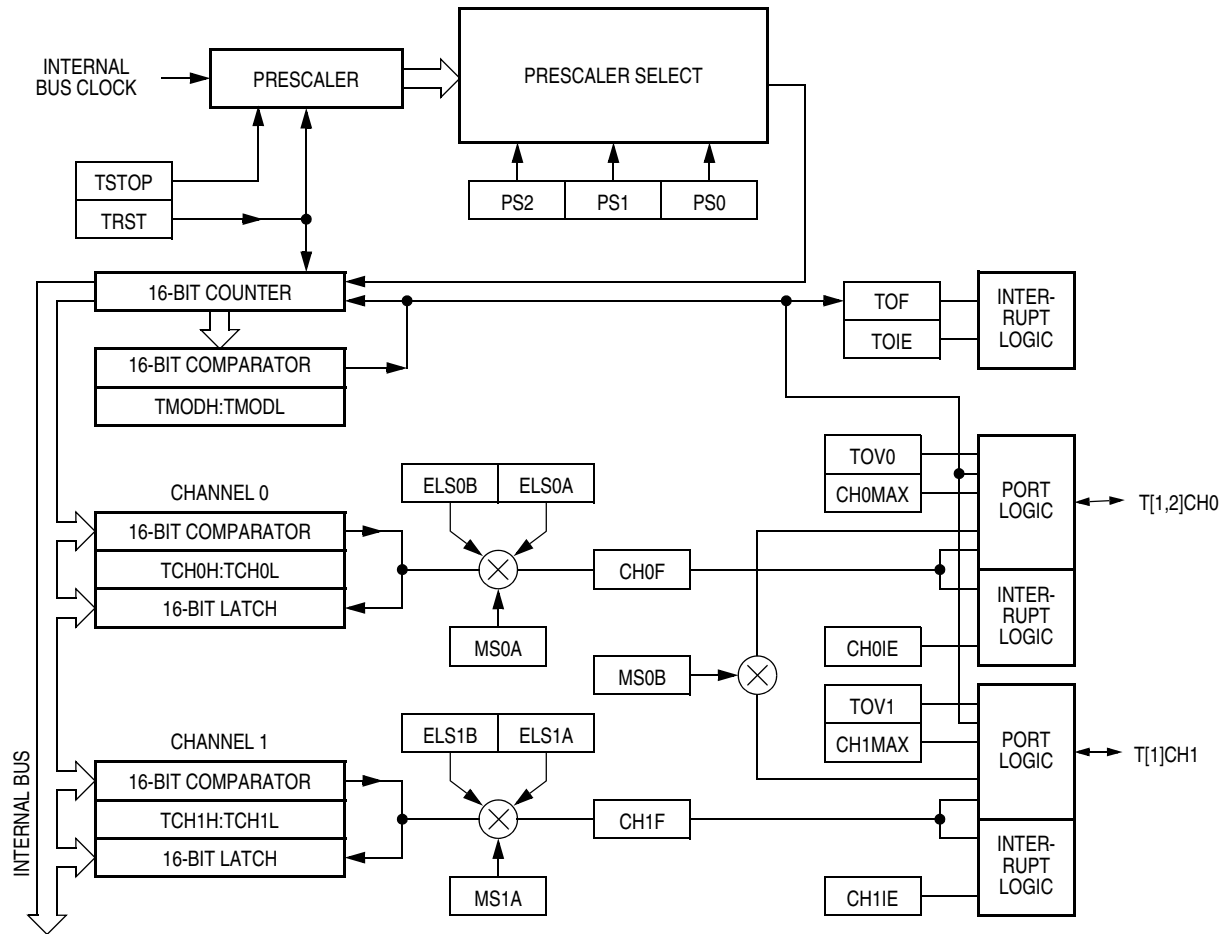 INTERNAL
BUS CLOCK
PRESCALER
PRESCALER SELECT
TSTOP
TRST
PS2
PS1
PS0
16-BIT COUNTER
16-BIT COMPARATOR
TMODH:TMODL
TOF
TOIE
INTER-
RUPT
LOGIC
CHANNEL 0
16-BIT COMPARATOR
TCH0H:TCH0L
16-BIT LATCH
ELS0B
ELS0A
MS0A
CH0F
TOV0
CH0MAX
PORT
LOGIC
T[1,2]CH0
INTER-
RUPT
LOGIC
CH0IE
MS0B
CHANNEL 1
16-BIT COMPARATOR
TCH1H:TCH1L
16-BIT LATCH
ELS1B
ELS1A
MS1A
CH1F
TOV1
CH1MAX
PORT
LOGIC
T[1]CH1
INTER-
RUPT
LOGIC
CH1IE
INTERNAL BUS